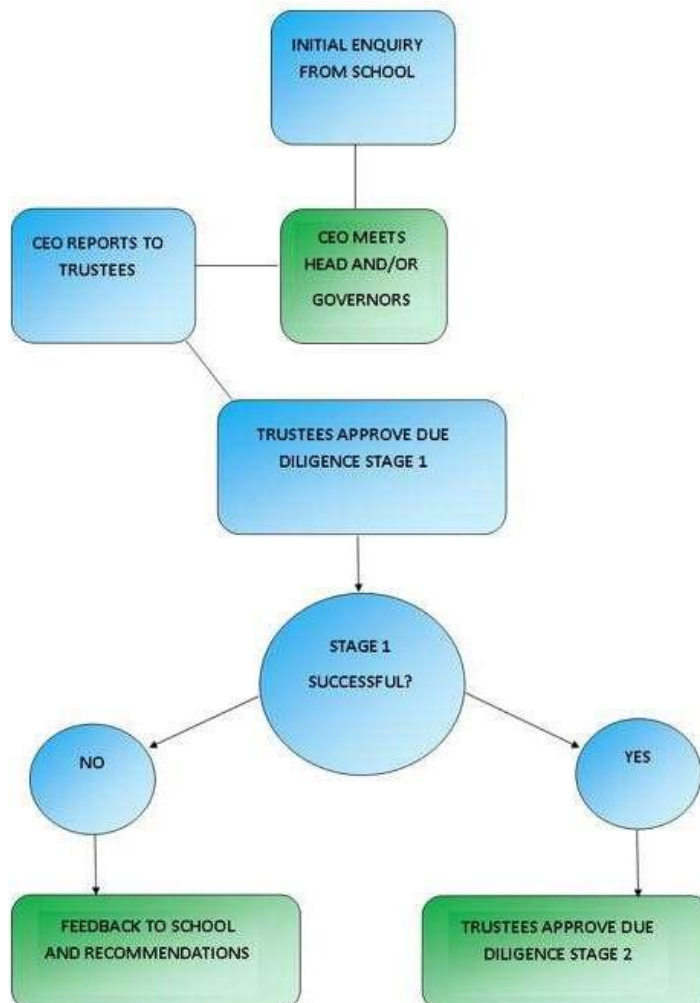 INITIAL ENQUIRY
FROM SCHOOL
CEO REPORTS TO
TRUSTEES
CEO MEETS
HEAD AND/OR
GOVERNORS
TRUSTEES APPROVE DUE
DILIGENCE STAGE 1
STAGE 1
SUCCESSFUL?
NO
YES
FEEDBACK TO SCHOOL
AND RECOMMENDATIONS
TRUSTEES APPROVE DUE
DILIGENCE STAGE 2